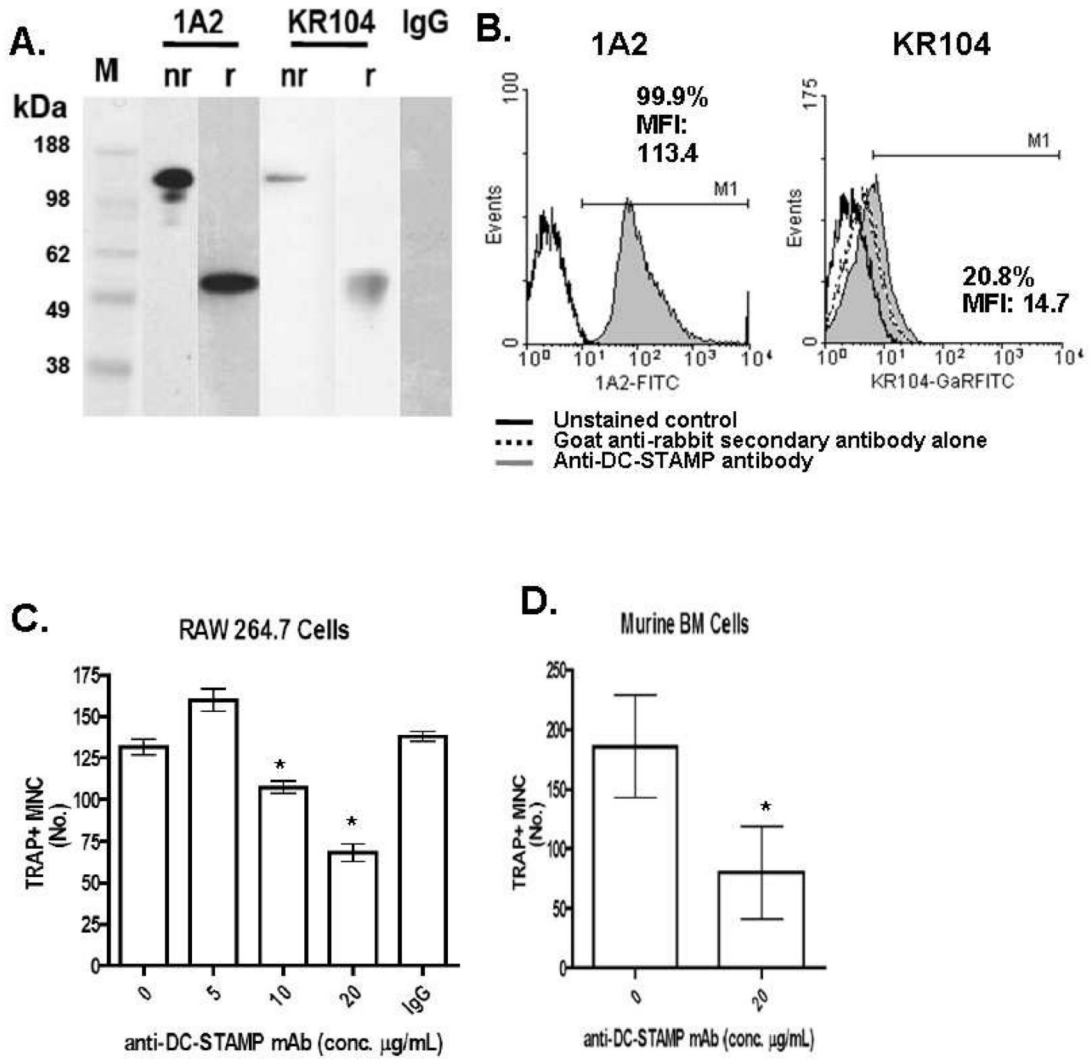 A.
1A2 KR104 IgG
M nr r nr r
kDa
188
98
62
49
38
B.
1A2
100
99.9%
MFI:
113.4
M1
Events
0
10⁰ 10¹ 10² 10³ 10⁴
1A2-FITC
KR104
175
M1
Events
20.8%
MFI: 14.7
0
10⁰ 10¹ 10² 10³ 10⁴
KR104-GaRFITC
Unstained control
Goat anti-rabbit secondary antibody alone
Anti-DC-STAMP antibody
C.
RAW 264.7 Cells
175
150
125
100
75
50
25
0
TRAP+ MNC
(No.)
* *
0 5 10 20 IgG
anti-DC-STAMP mAb (conc. µg/mL)
D.
Murine BM Cells
250
200
150
100
50
0
TRAP+ MNC
(No.)
*
0 20
anti-DC-STAMP mAb (conc. µg/mL)